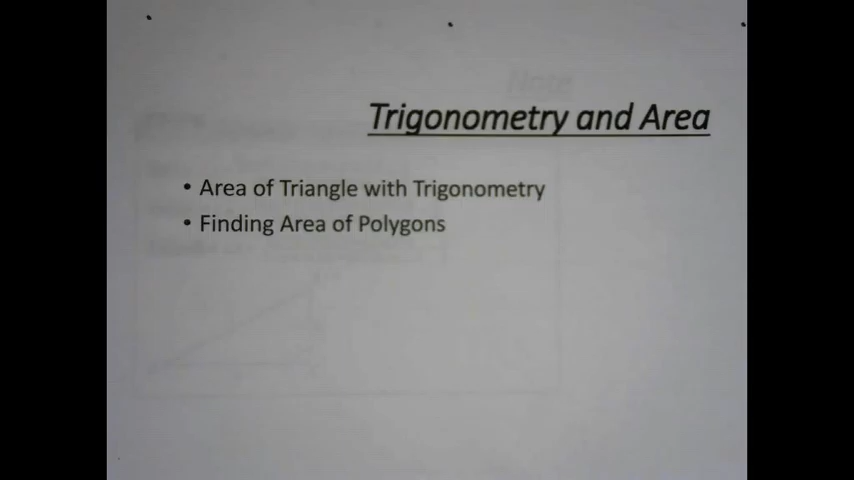 Trigonometry and Area
• Area of Triangle with Trigonometry
• Finding Area of Polygons